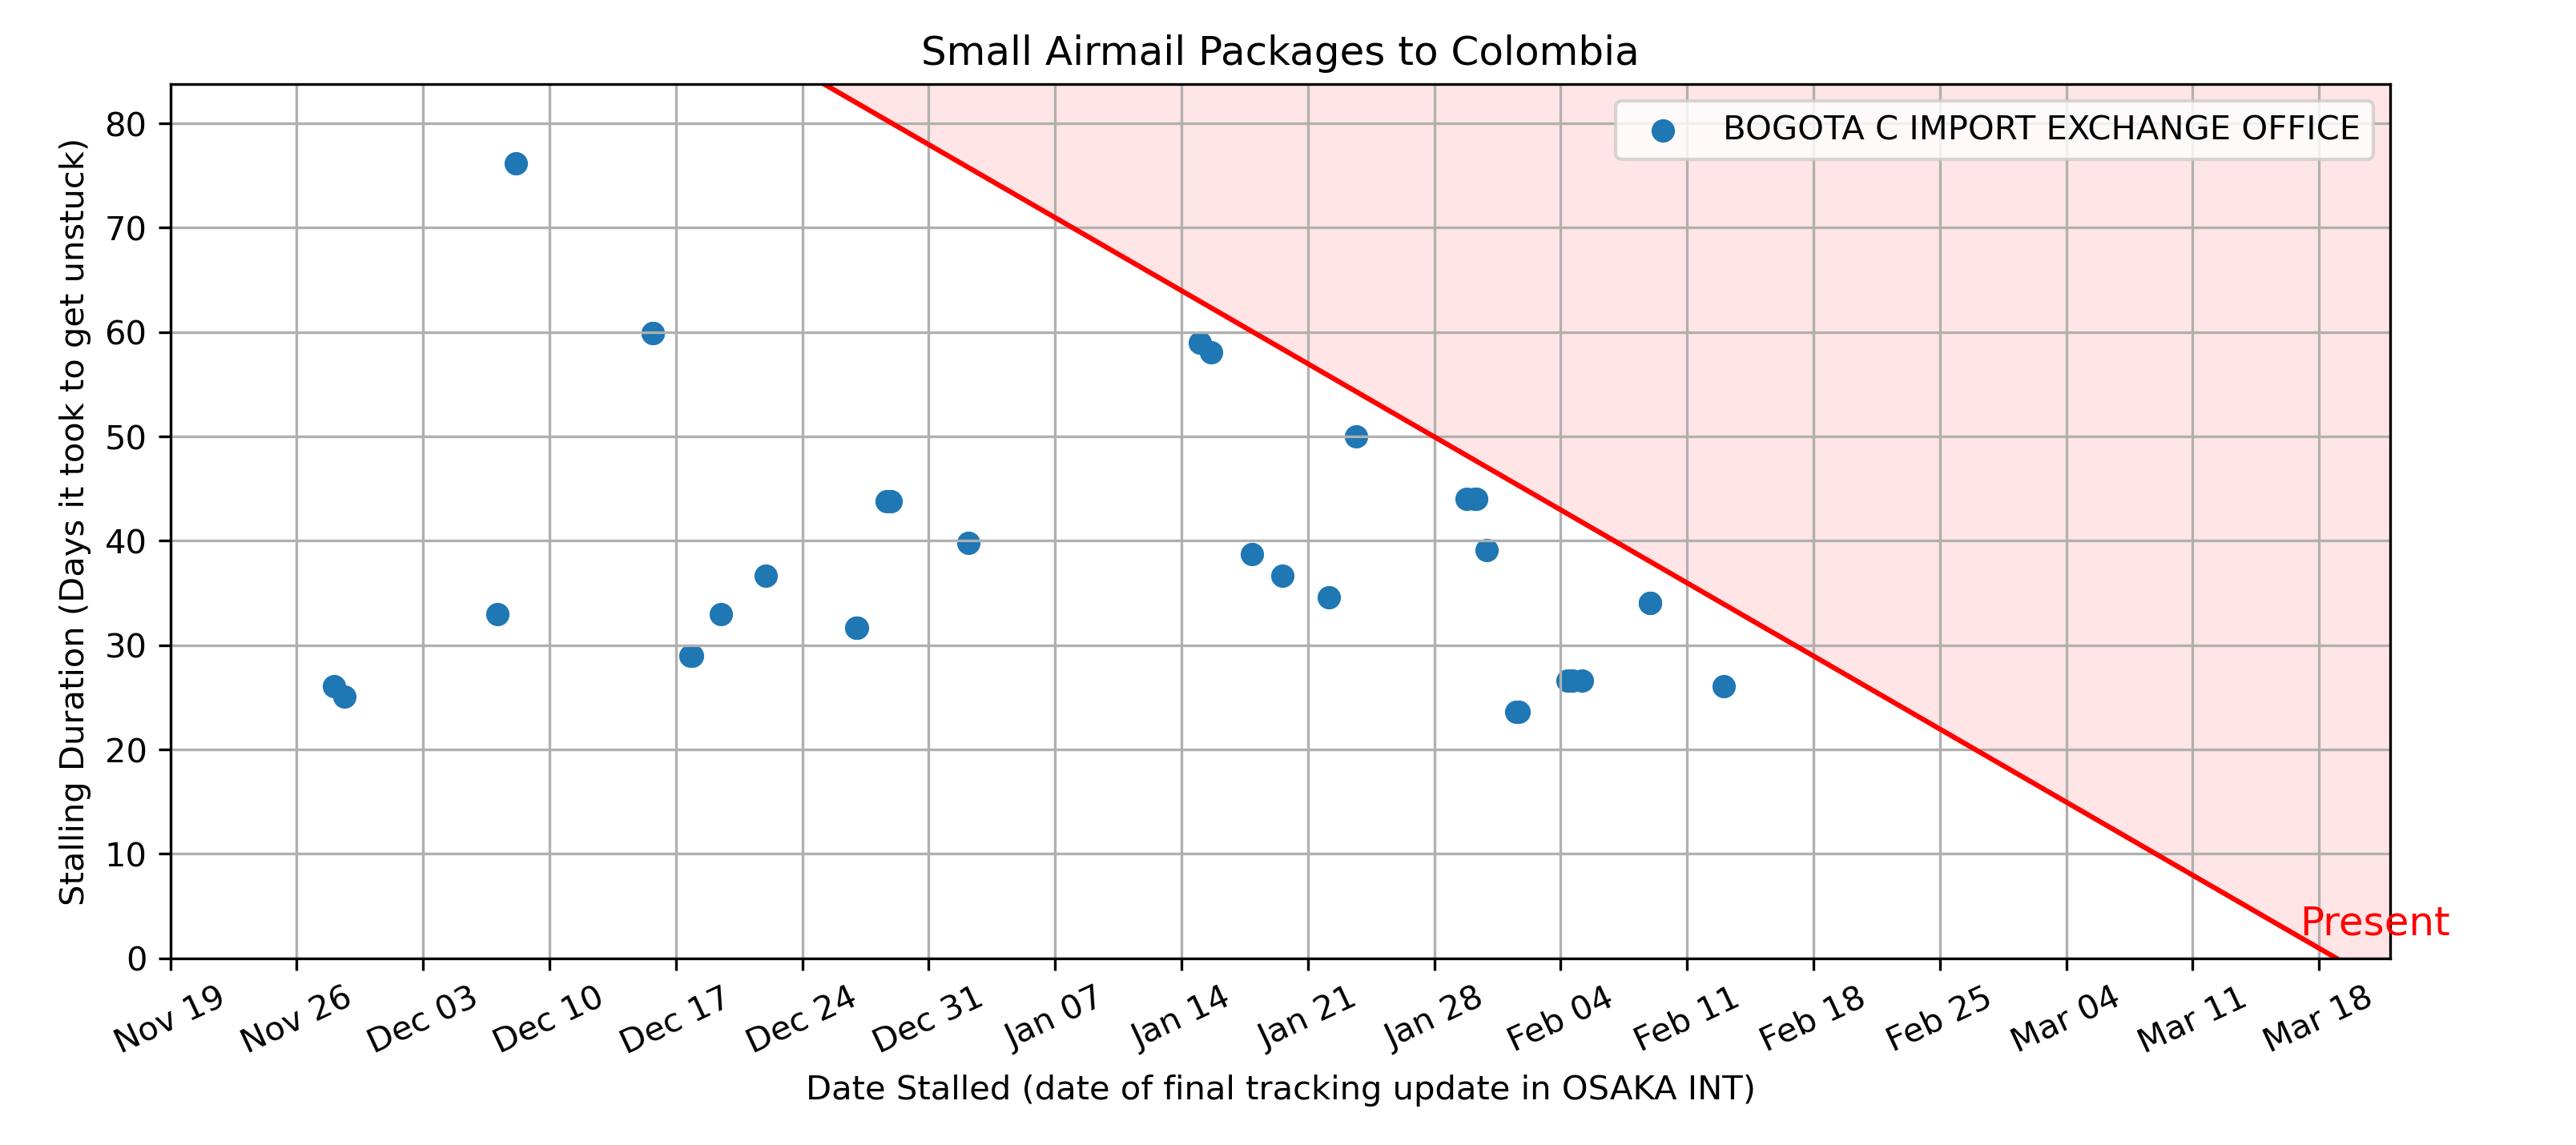 Small Airmail Packages to Colombia
BOGOTA C IMPORT EXCHANGE OFFICE
Stalling Duration (Days it took to get unstuck)
80
70
60
50
40
30
20
10
0
Present
Nov 19 Nov 26 Dec 03 Dec 10 Dec 17 Dec 24 Dec 31 Jan 07 Jan 14 Jan 21 Jan 28 Feb 04 Feb 11 Feb 18 Feb 25 Mar 04 Mar 11 Mar 18
Date Stalled (date of final tracking update in OSAKA INT)